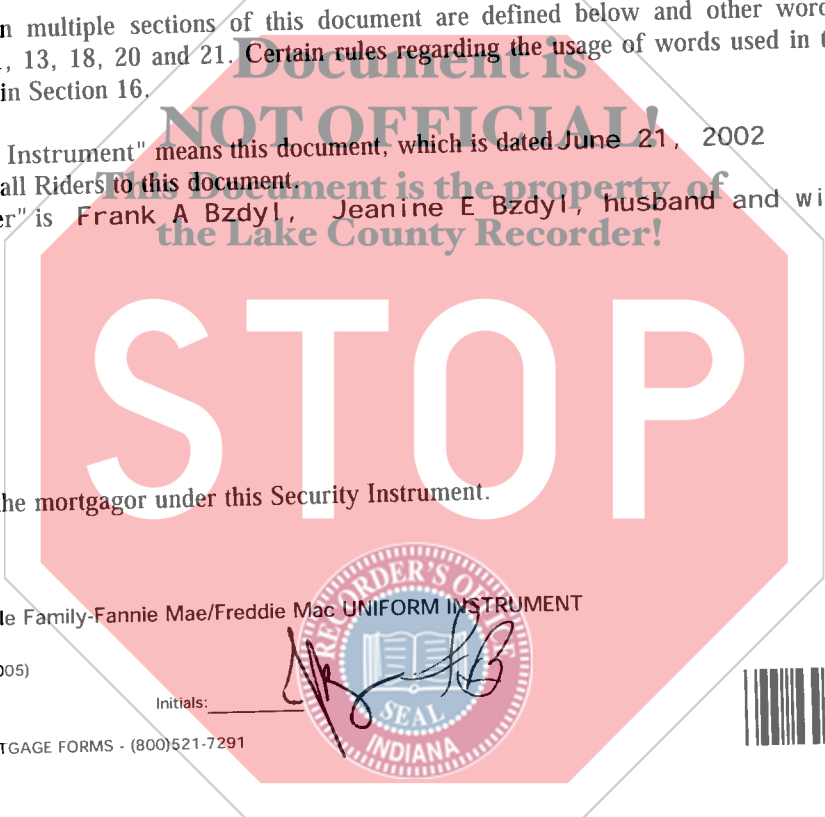 n multiple sections of this document are defined below and other word
, 13, 18, 20 and 21. Certain rules regarding the usage of words used in t
in Section 16.
Document is
NOT OFFICIAL!
This Document is the property of
the Lake County Recorder!
Instrument" means this document, which is dated June 21, 2002
all Riders to this document.
er" is Frank A Bzdyl, Jeanine E Bzdyl, husband and wi
STOP
he mortgagor under this Security Instrument.
le Family-Fannie Mae/Freddie Mac UNIFORM INSTRUMENT
005)
Initials:
TGAGE FORMS - (800)521-7291
RECORDER'S OFFICE
SEAL
INDIANA